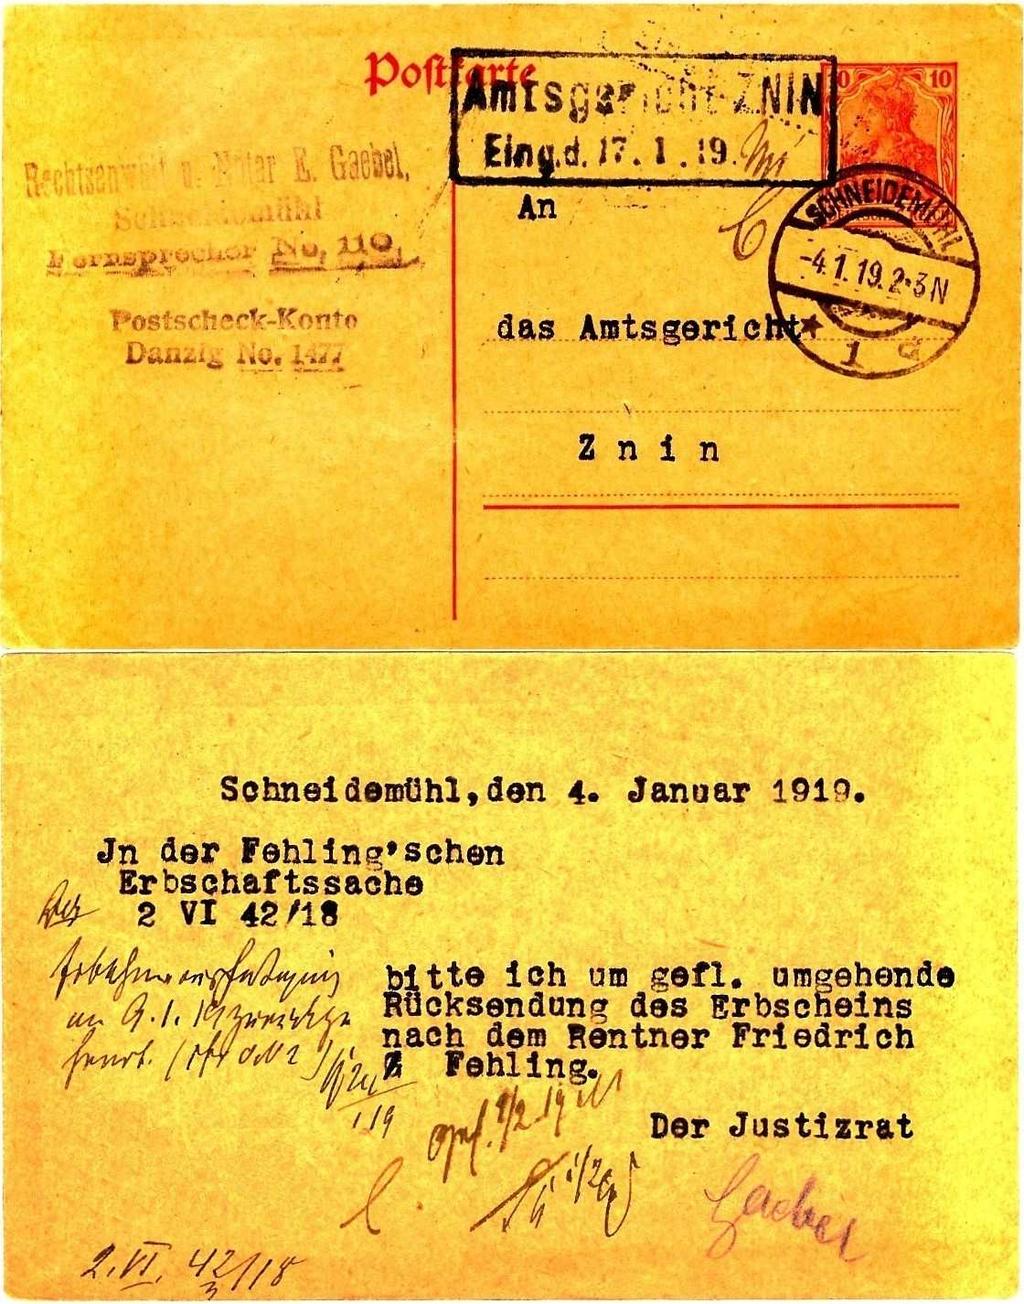 Postkarte
10 10
Amtsgericht ZNIN
Eing.d. 17.1.19.
Rechtsanwalt u. Notar E. Gaebel,
Schneidemühl
Fernsprecher No. 110.
Postscheck-Konto
Danzig No. 1477
An
SCHNEIDEMÜHL
-4.1.19.2-3N
1 d
das Amtsgericht
Znin
Schneidemühl,den 4. Januar 1919.
Jn der Fehling'schen
Erbschaftssache
2 VI 42/18
bitte ich um gefl. umgehende
Rücksendung des Erbscheins
nach dem Rentner Friedrich
Fehling.
Der Justizrat
Gaebel
2.VI. 42/18